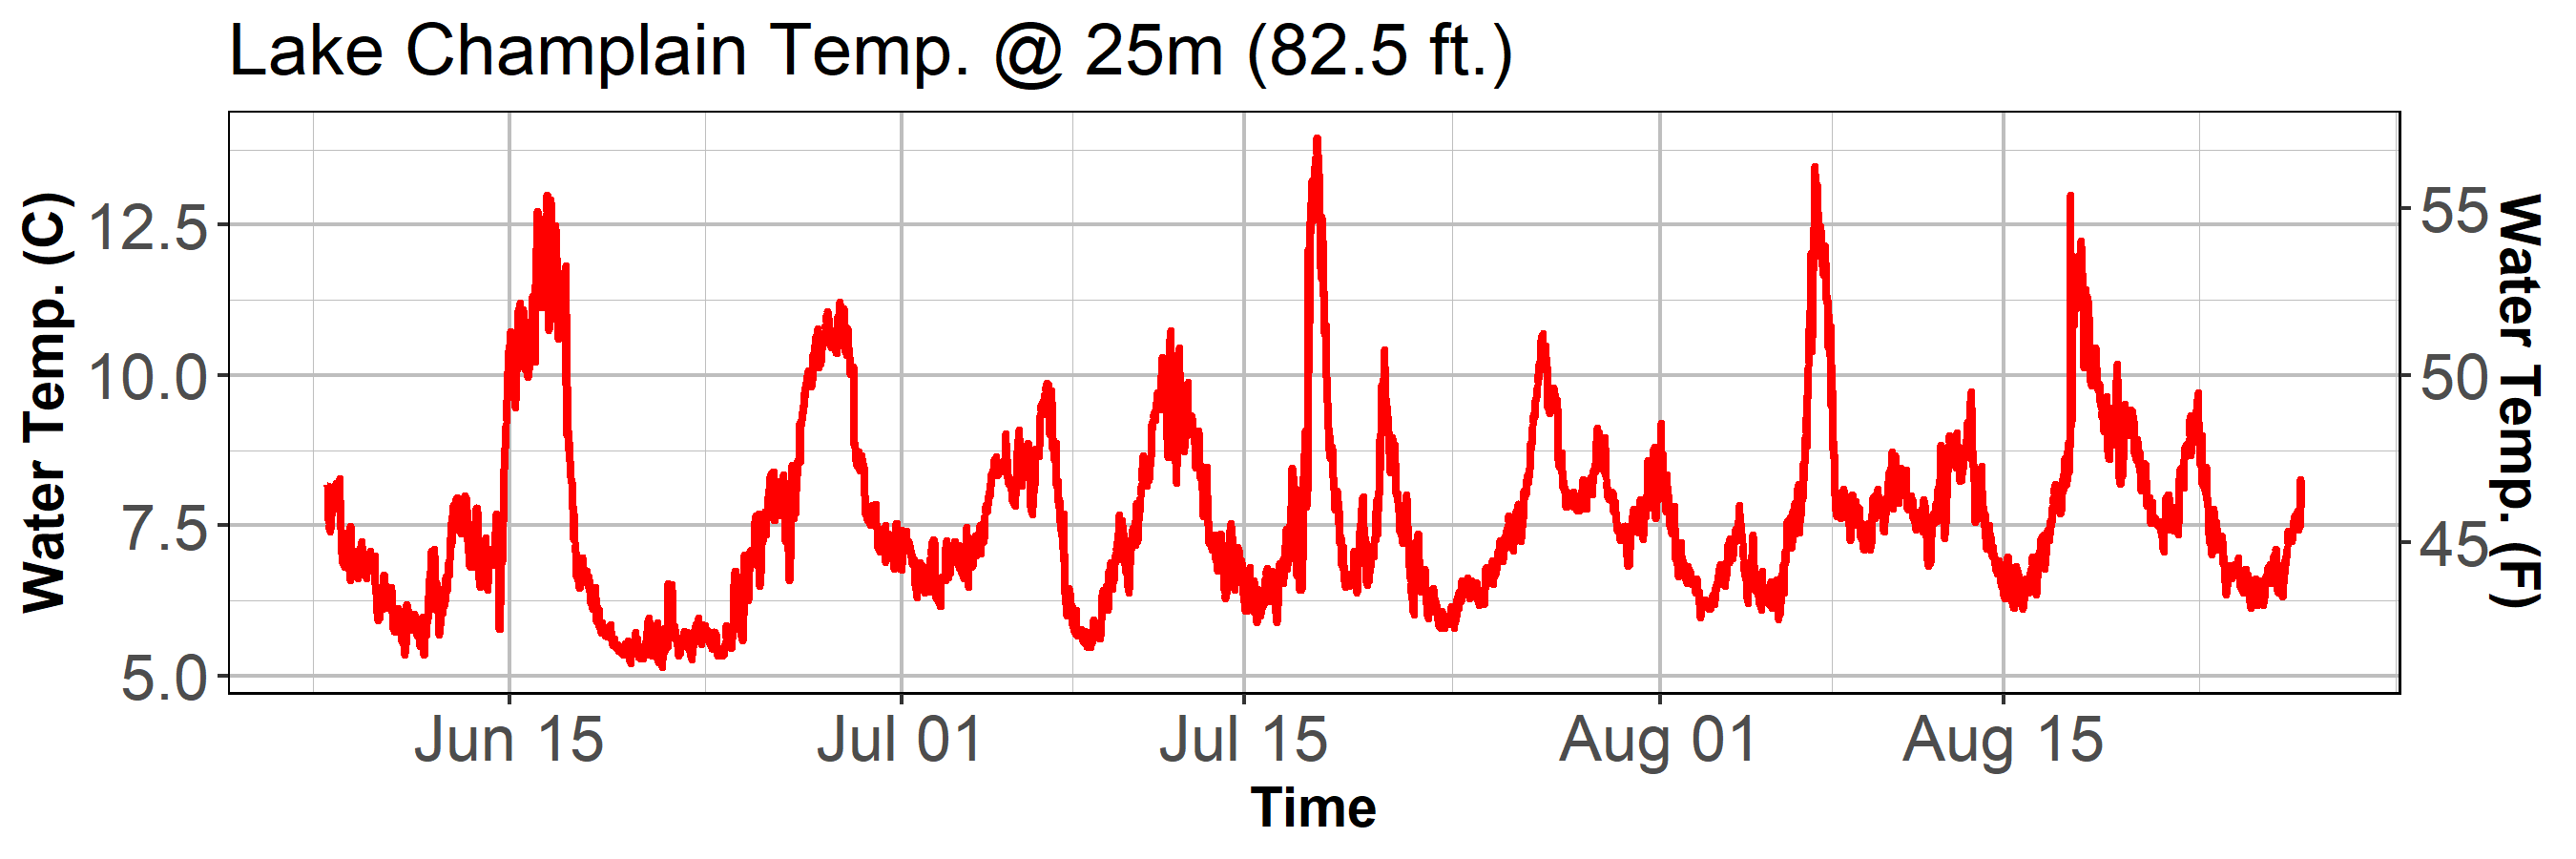 Lake Champlain Temp. @ 25m (82.5 ft.)
Water Temp. (C)
12.5
10.0
7.5
5.0
55
50
45
Water Temp. (F)
Jun 15 Jul 01 Jul 15 Aug 01 Aug 15
Time